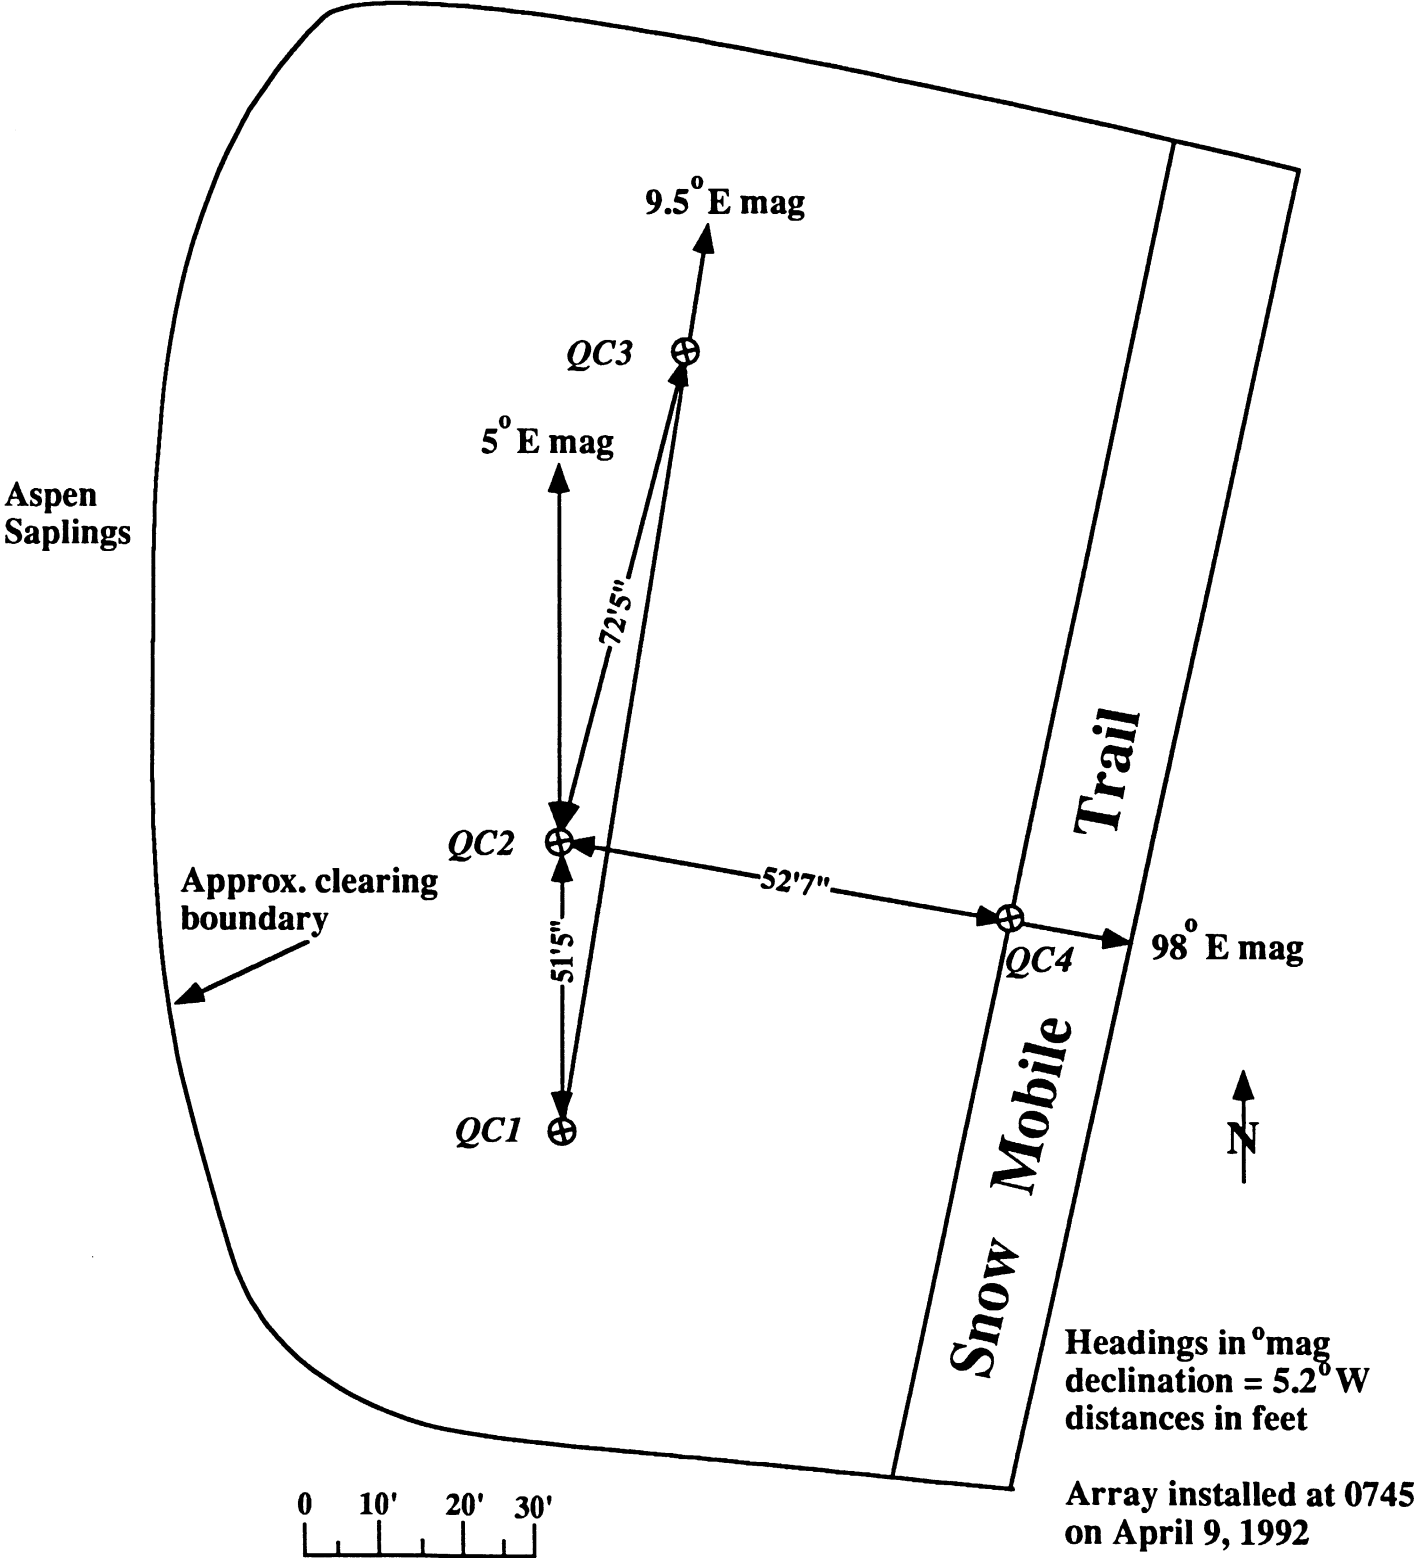 9.5° E mag
QC3
5° E mag
Aspen
Saplings
72'5"
Trail
QC2
52'7"
Approx. clearing
boundary
51'5"
98° E mag
QC4
QC1
N
Snow Mobile
Headings in °mag
declination = 5.2° W
distances in feet
0 10' 20' 30'
Array installed at 0745
on April 9, 1992